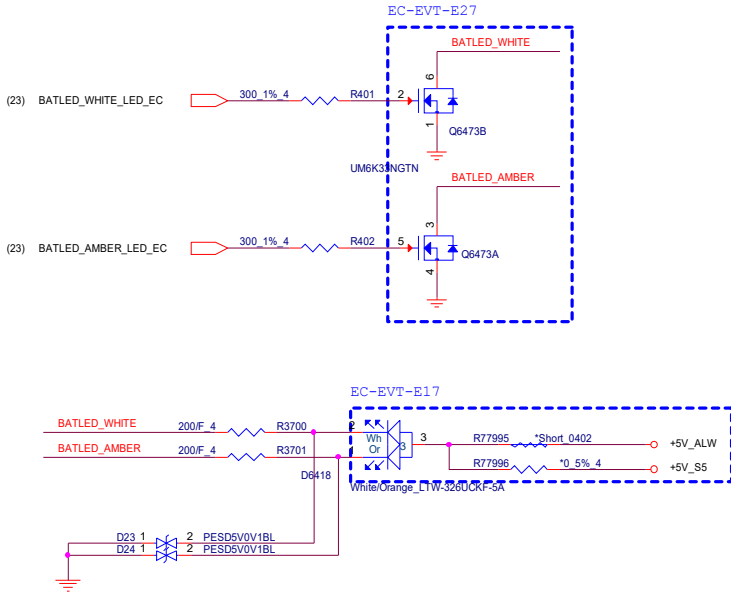 EC-EVT-E27
BATLED_WHITE
6
(23) BATLED_WHITE_LED_EC 300_1%_4 R401 2
1
Q6473B
UM6K33NGTN
BATLED_AMBER
3
(23) BATLED_AMBER_LED_EC 300_1%_4 R402 5
Q6473A
4
EC-EVT-E17
BATLED_WHITE 200/F_4 R3700 2
Wh
3 3 R77995 *Short_0402 +5V_ALW
BATLED_AMBER 200/F_4 R3701 1 Or
R77996 *0_5%_4 +5V_S5
D6418
White/Orange_LTW-326UCKF-5A
D23 1 2 PESD5V0V1BL
D24 1 2 PESD5V0V1BL